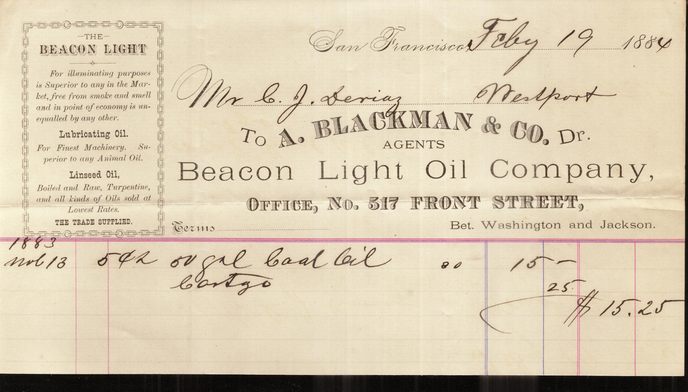 THE
BEACON LIGHT
For illuminating purposes
is Superior to any in the Mar-
ket, free from smoke and smell
and in point of economy is un-
equalled by any other.
Lubricating Oil.
For Finest Machinery. Su-
perior to any Animal Oil.
Linseed Oil,
Boiled and Raw, Turpentine,
and all kinds of Oils sold at
Lowest Rates.
THE TRADE SUPPLIED.
San Francisco, Feby 19 1884
Mr C. J. Westport
To A. BLACKMAN & CO. Dr.
AGENTS
Beacon Light Oil Company,
OFFICE, No. 517 FRONT STREET,
Terms Bet. Washington and Jackson.
1883
Nov 13 50 gal Coal Oil 15 -
Cartge 25
$15.25